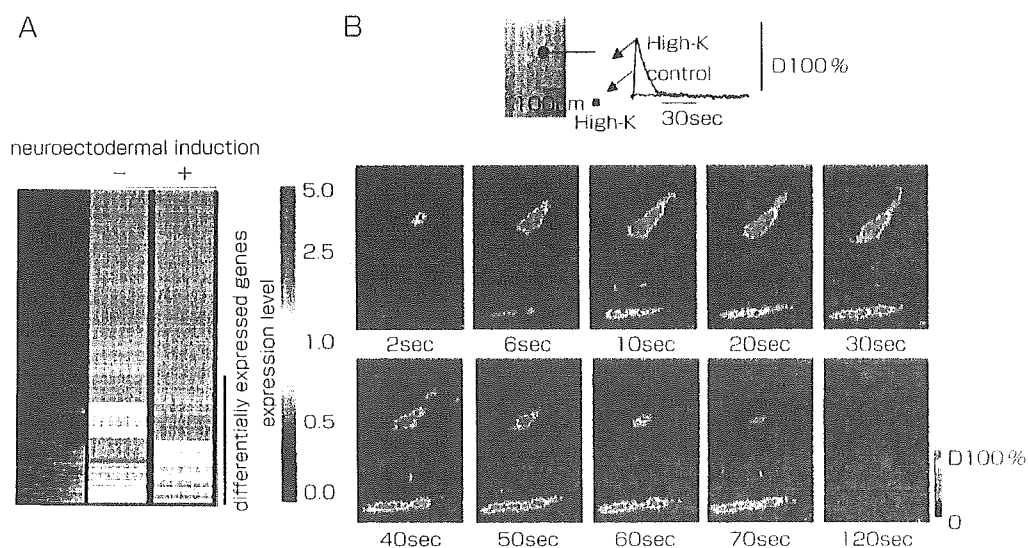 A
neuroectodermal induction
- +
differentially expressed genes
expression level
5.0
2.5
1.0
0.5
0.0
B
High-K
control
D100%
100um
High-K
30sec
2sec 6sec 10sec 20sec 30sec
40sec 50sec 60sec 70sec 120sec
D100%
0